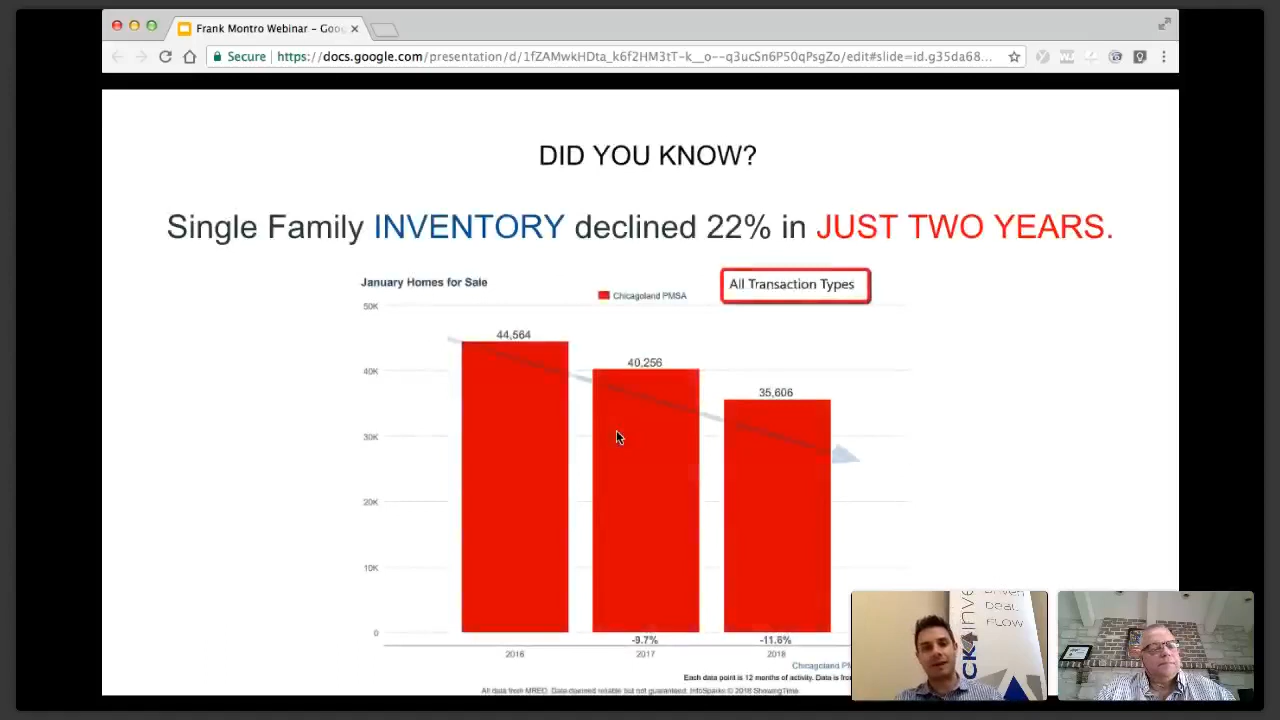 Frank Montro Webinar – Goo
Secure
https://docs.google.com/presentation/d/1fZAMwkHDta_k6f2HM3tT-k__o--q3ucSn6P50qPsgZo/edit#slide=id.g35da68...
DID YOU KNOW?
Single Family INVENTORY declined 22% in JUST TWO YEARS.
January Homes for Sale
Chicagoland PMSA
All Transaction Types
50K
44,564
40,256
40K
35,606
30K
20K
10K
0
-9.7%
-11.6%
2016
2017
2018
Chicagoland PM
Each data point is 12 months of activity. Data is from
All data from MRED. Data deemed reliable but not guaranteed. InfoSparks © 2018 ShowingTime.
DEAL
FLOW